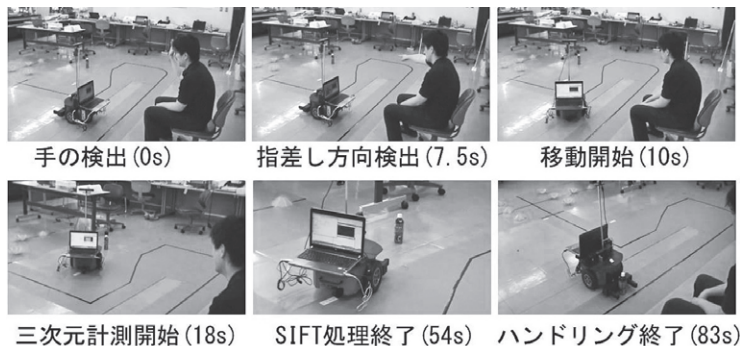 手の検出(0s)
指差し方向検出(7.5s)
移動開始(10s)
三次元計測開始(18s)
SIFT処理終了(54s)
ハンドリング終了(83s)